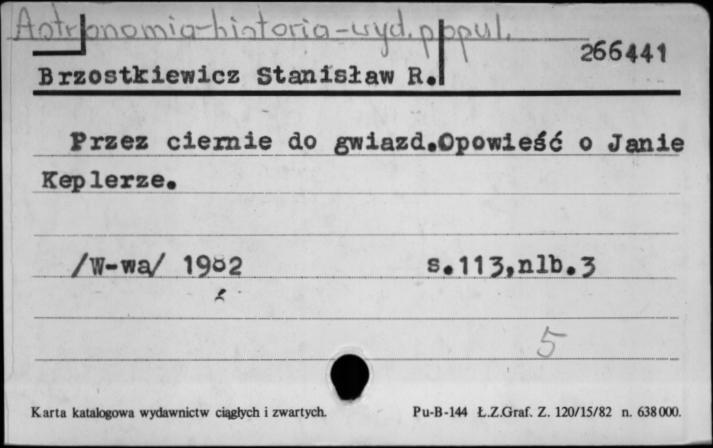 Astronomia-historia-wyd. popul.
266441
Brzostkiewicz Stanisław R.
Przez ciernie do gwiazd.Opowieść o Janie
Keplerze.
/W-wa/ 1982 s.113,nlb.3
5
Karta katalogowa wydawnictw ciągłych i zwartych. Pu-B-144 Ł.Z.Graf. Z. 120/15/82 n. 638000.